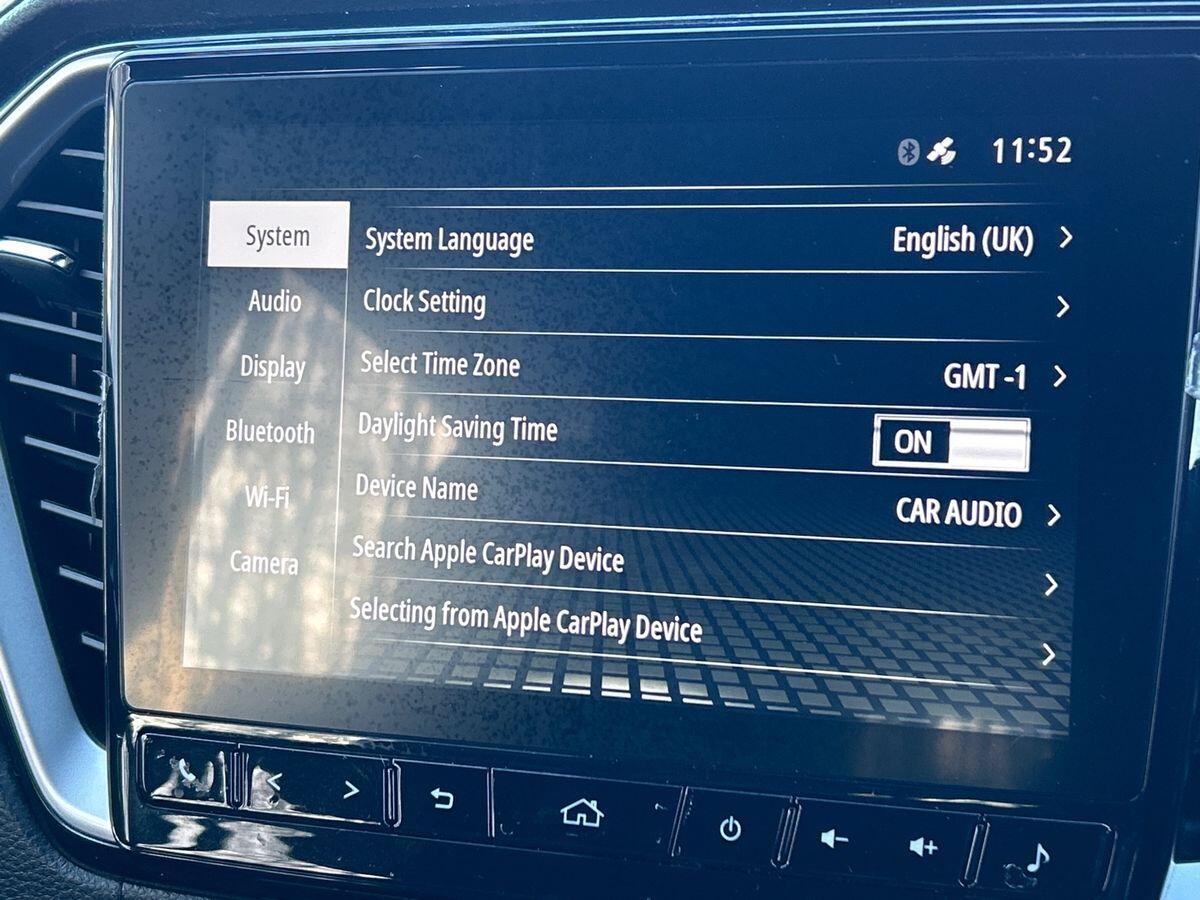 11:52
System
System Language English (UK) >
Audio
Clock Setting >
Display
Select Time Zone GMT -1 >
Bluetooth
Daylight Saving Time ON
Wi-Fi
Device Name CAR AUDIO >
Camera
Search Apple CarPlay Device >
Selecting from Apple CarPlay Device >